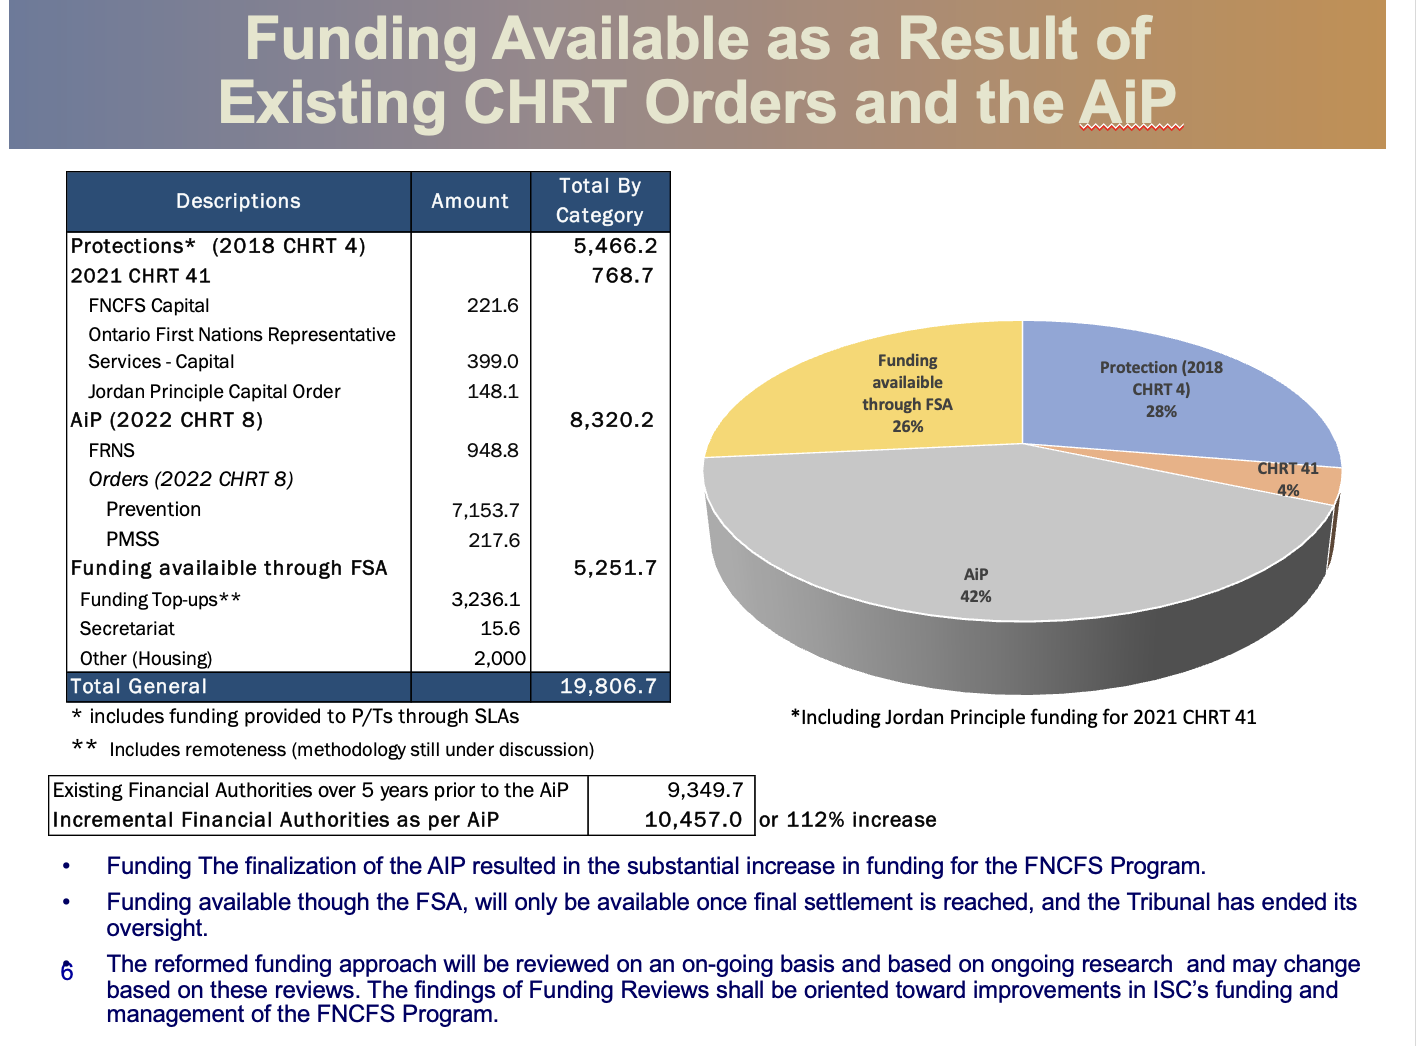 Funding Available as a Result of
Existing CHRT Orders and the AiP
Descriptions Amount Total By
Category
Protections* (2018 CHRT 4) 5,466.2
2021 CHRT 41 768.7
FNCFS Capital 221.6
Ontario First Nations Representative
Services - Capital 399.0
Jordan Principle Capital Order 148.1
AiP (2022 CHRT 8) 8,320.2
FRNS 948.8
Orders (2022 CHRT 8)
Prevention 7,153.7
PMSS 217.6
Funding availaible through FSA 5,251.7
Funding Top-ups** 3,236.1
Secretariat 15.6
Other (Housing) 2,000
Total General 19,806.7
* includes funding provided to P/Ts through SLAs
** Includes remoteness (methodology still under discussion)
Funding
availaible
through FSA
26%
Protection (2018
CHRT 4)
28%
CHRT 41
4%
AiP
42%
*Including Jordan Principle funding for 2021 CHRT 41
Existing Financial Authorities over 5 years prior to the AiP 9,349.7
Incremental Financial Authorities as per AiP 10,457.0 or 112% increase
• Funding The finalization of the AIP resulted in the substantial increase in funding for the FNCFS Program.
• Funding available though the FSA, will only be available once final settlement is reached, and the Tribunal has ended its
oversight.
• The reformed funding approach will be reviewed on an on-going basis and based on ongoing research and may change
based on these reviews. The findings of Funding Reviews shall be oriented toward improvements in ISC's funding and
management of the FNCFS Program.
6